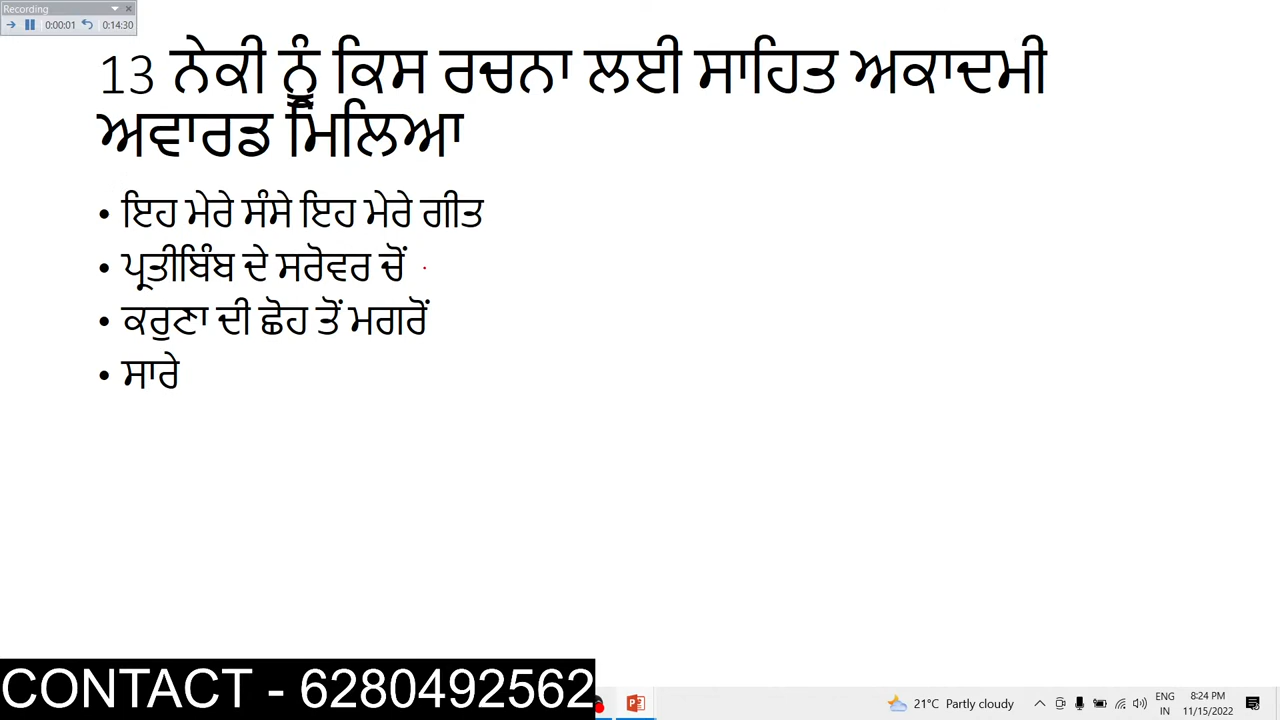 Recording
0:00:01 0:14:30
13 ਨੇਕੀ ਨੂੰ ਕਿਸ ਰਚਨਾ ਲਈ ਸਾਹਿਤ ਅਕਾਦਮੀ
ਅਵਾਰਡ ਮਿਲਿਆ
• ਇਹ ਮੇਰੇ ਸੰਸੇ ਇਹ ਮੇਰੇ ਗੀਤ
• ਪ੍ਰਤੀਬਿੰਬ ਦੇ ਸਰੋਵਰ ਚੋਂ
• ਕਰੁਣਾ ਦੀ ਛੋਹ ਤੋਂ ਮਗਰੋਂ
• ਸਾਰੇ
CONTACT - 6280492562
21°C Partly cloudy
ENG
IN
8:24 PM
11/15/2022